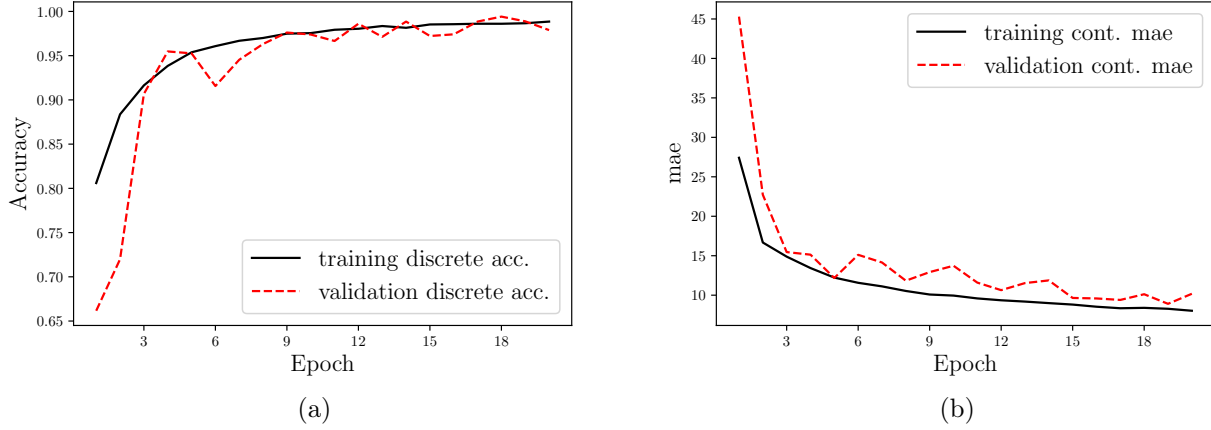 1.00
0.95
0.90
0.85
0.80
0.75
0.70
0.65
Accuracy
training discrete acc.
validation discrete acc.
3 6 9 12 15 18
Epoch
(a)
45
40
35
30
25
20
15
10
mae
training cont. mae
validation cont. mae
3 6 9 12 15 18
Epoch
(b)